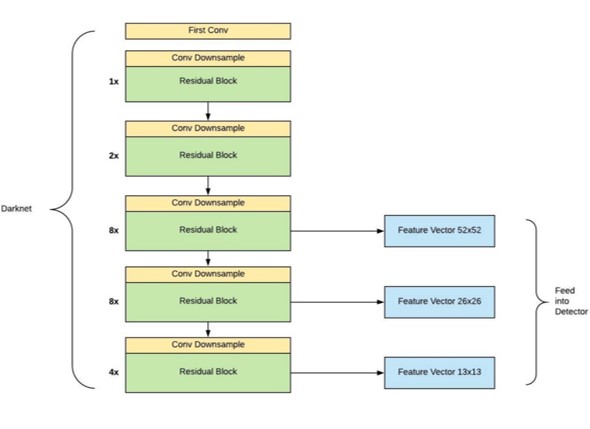 First Conv
Conv Downsample
1x
Residual Block
Conv Downsample
2x
Residual Block
Conv Downsample
Darknet
8x
Residual Block
Feature Vector 52x52
Conv Downsample
8x
Residual Block
Feature Vector 26x26
Feed
into
Detector
Conv Downsample
4x
Residual Block
Feature Vector 13x13